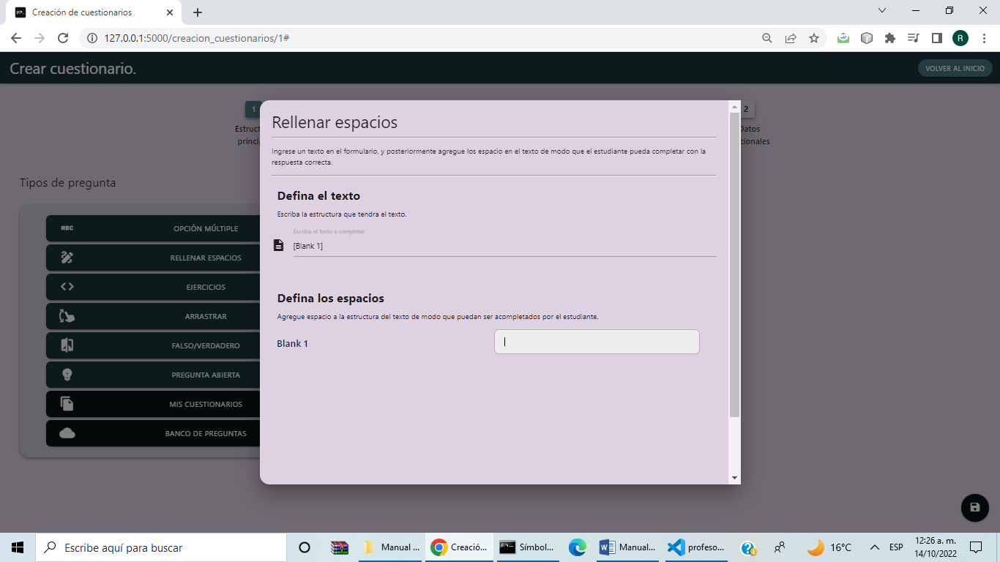 Creación de cuestionarios
127.0.0.1:5000/creacion_cuestionarios/1#
R
Crear cuestionario.
VOLVER AL INICIO
1
2
Estruct
princi
Datos
cionales
Tipos de pregunta
ABC OPCIÓN MÚLTIPLE
RELLENAR ESPACIOS
EJERCICIOS
ARRASTRAR
FALSO/VERDADERO
PREGUNTA ABIERTA
MIS CUESTIONARIOS
BANCO DE PREGUNTAS
Rellenar espacios
Ingrese un texto en el formulario, y posteriormente agregue los espacio en el texto de modo que el estudiante pueda completar con la
respuesta correcta.
Defina el texto
Escriba la estructura que tendra el texto.
Escriba el texto a completar
[Blank 1]
Defina los espacios
Agregue espacio a la estructura del texto de modo que puedan ser acompletados por el estudiante.
Blank 1
Escribe aquí para buscar
Manual ...
Creació...
Símbol...
Manual...
profeso...
16°C
ESP
12:26 a. m.
14/10/2022